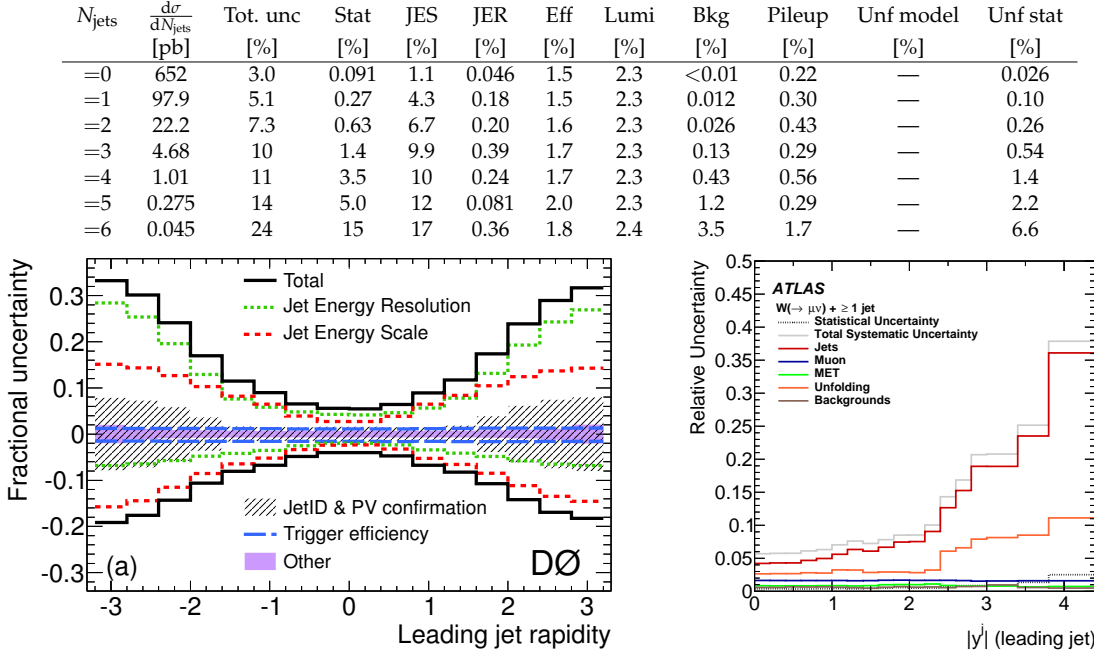 N_jets dσ/dN_jets Tot. unc Stat JES JER Eff Lumi Bkg Pileup Unf model Unf stat
[pb] [%] [%] [%] [%] [%] [%] [%] [%] [%] [%]
=0 652 3.0 0.091 1.1 0.046 1.5 2.3 <0.01 0.22 — 0.026
=1 97.9 5.1 0.27 4.3 0.18 1.5 2.3 0.012 0.30 — 0.10
=2 22.2 7.3 0.63 6.7 0.20 1.6 2.3 0.026 0.43 — 0.26
=3 4.68 10 1.4 9.9 0.39 1.7 2.3 0.13 0.29 — 0.54
=4 1.01 11 3.5 10 0.24 1.7 2.3 0.43 0.56 — 1.4
=5 0.275 14 5.0 12 0.081 2.0 2.3 1.2 0.29 — 2.2
=6 0.045 24 15 17 0.36 1.8 2.4 3.5 1.7 — 6.6
Fractional uncertainty
0.3
0.2
0.1
0
-0.1
-0.2
-0.3
Total
Jet Energy Resolution
Jet Energy Scale
JetID & PV confirmation
Trigger efficiency
Other
(a)
DØ
-3 -2 -1 0 1 2 3
Leading jet rapidity
Relative Uncertainty
0.5
0.45
0.4
0.35
0.3
0.25
0.2
0.15
0.1
0.05
0
ATLAS
W(→ μν) + ≥ 1 jet
Statistical Uncertainty
Total Systematic Uncertainty
Jets
Muon
MET
Unfolding
Backgrounds
0 1 2 3 4
|y^j| (leading jet)